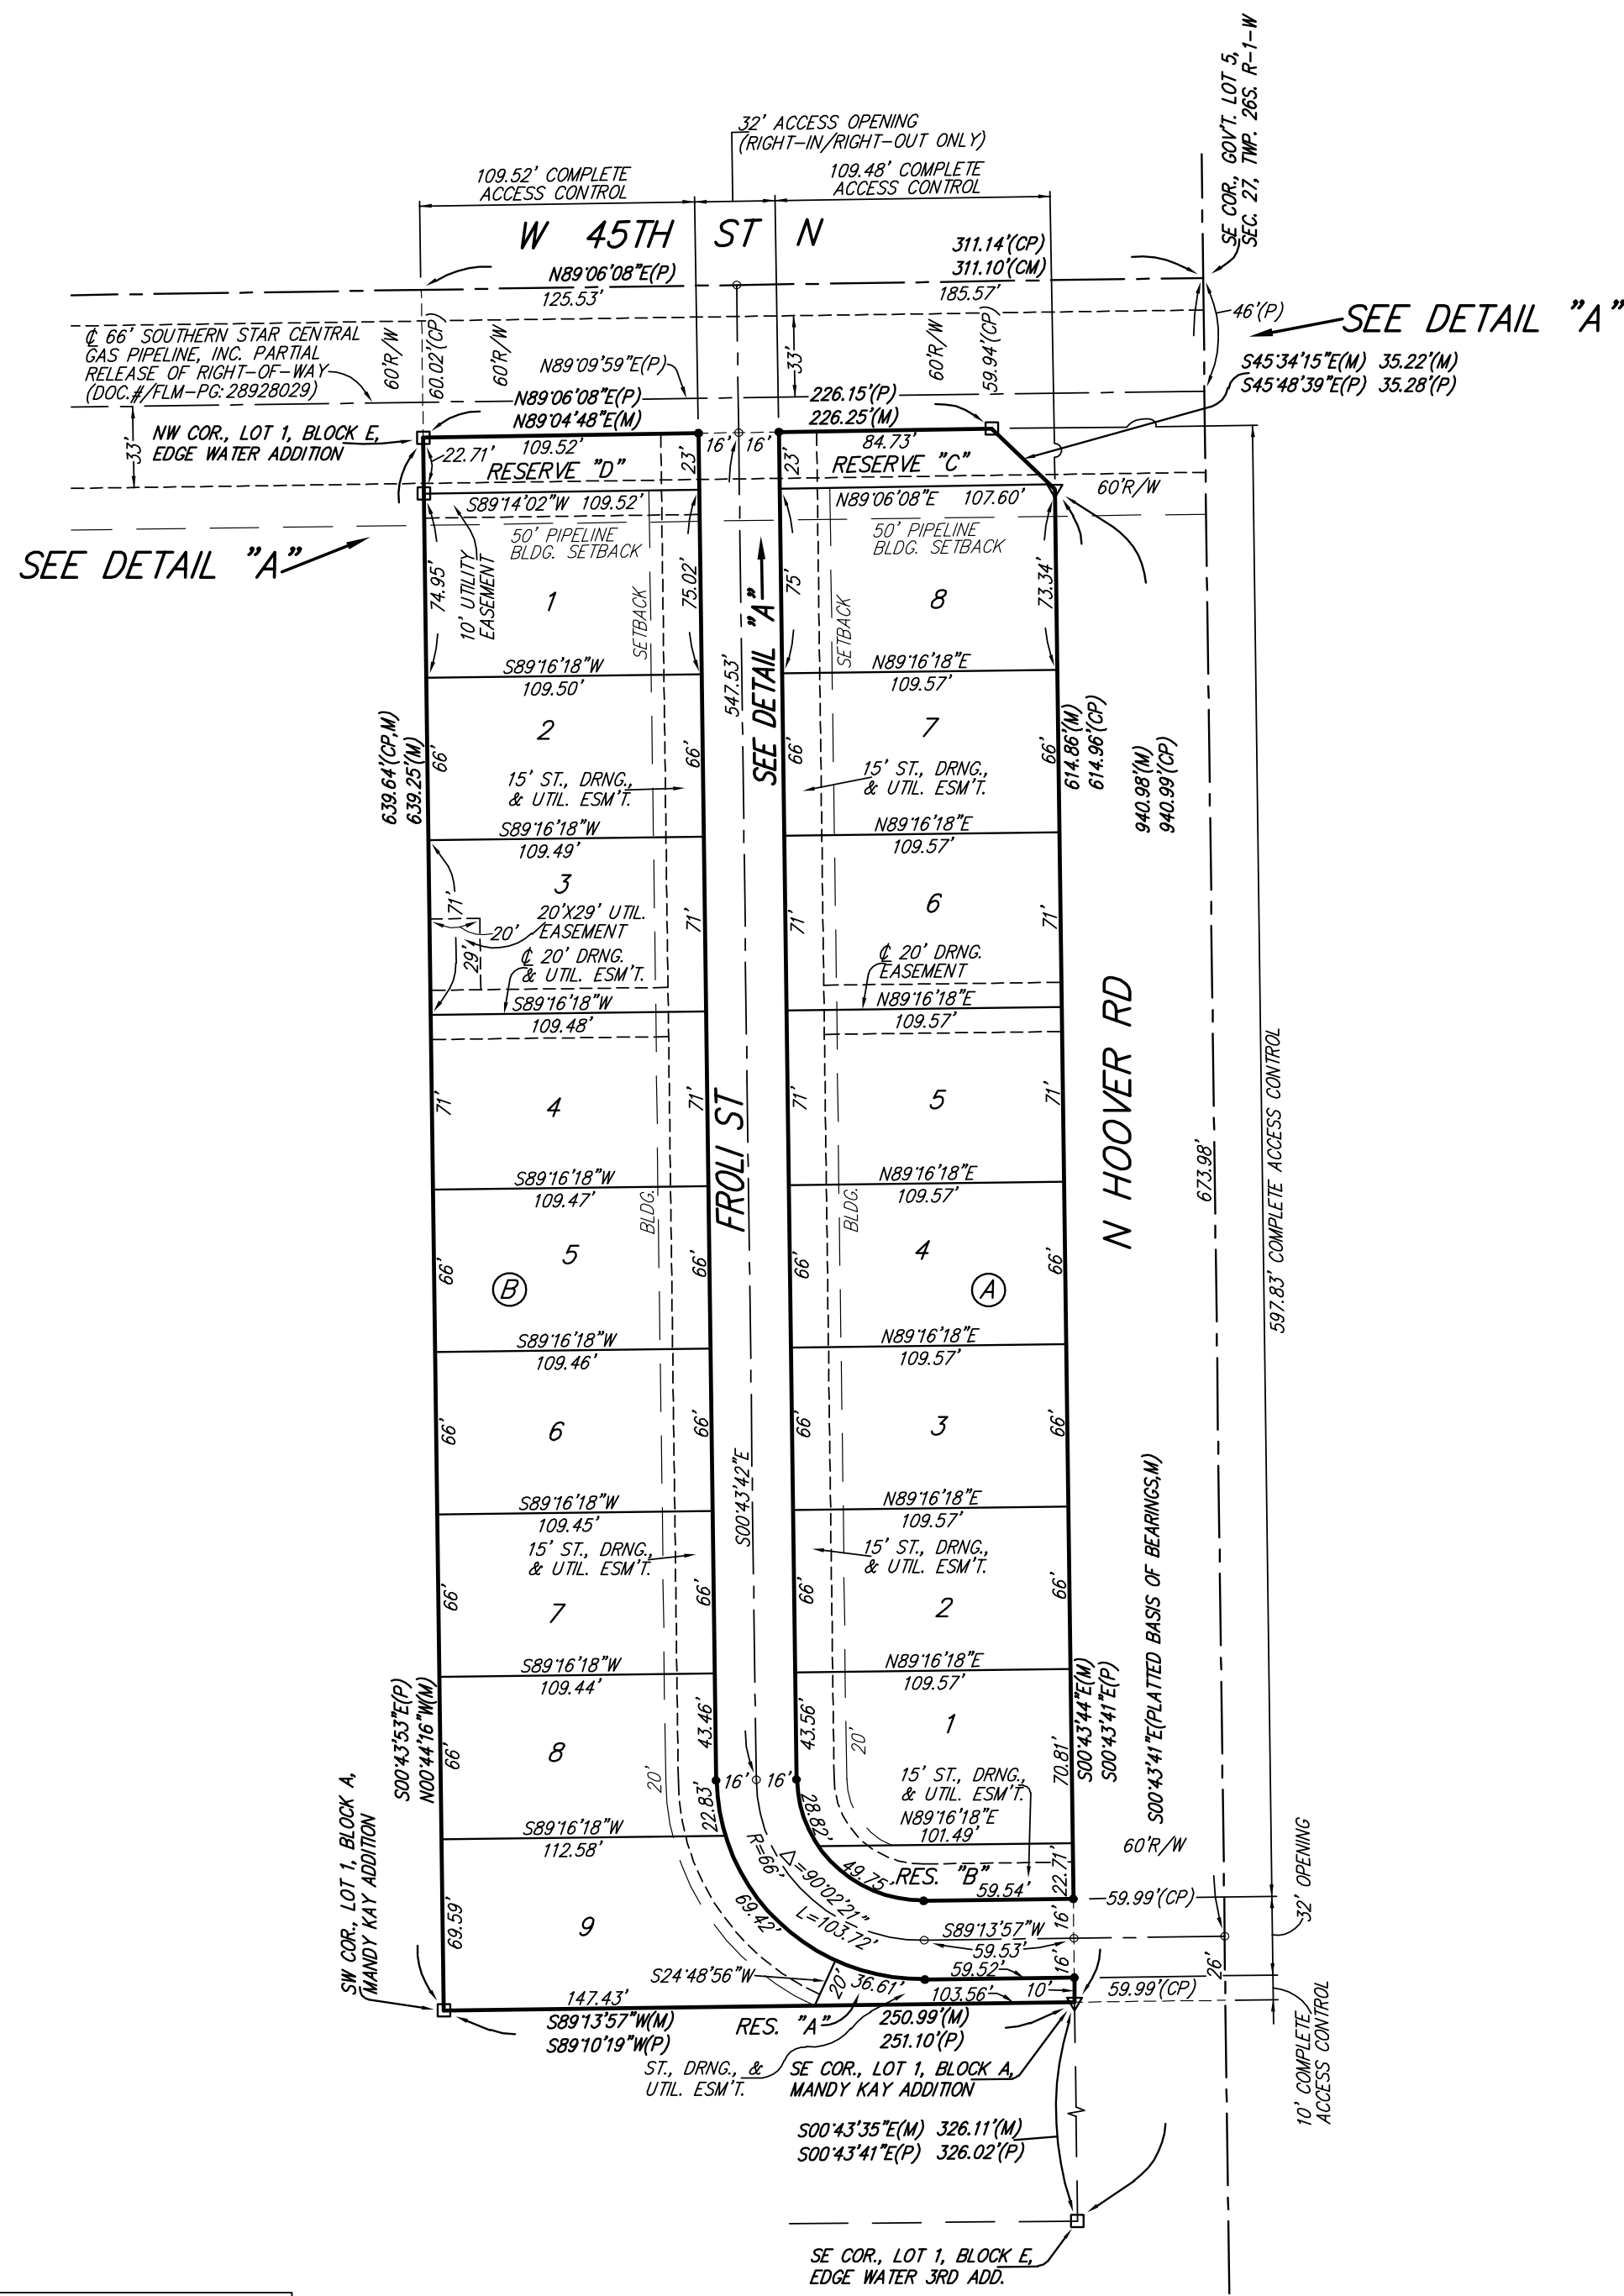 SE COR., GOV'T. LOT 5,
SEC. 27, TWP. 26S. R-1-W
32' ACCESS OPENING
(RIGHT-IN/RIGHT-OUT ONLY)
109.52' COMPLETE
ACCESS CONTROL
109.48' COMPLETE
ACCESS CONTROL
W 45TH ST N
311.14'(CP)
311.10'(CM)
N89°06'08"E(P)
125.53'
185.57'
46'(P)
SEE DETAIL "A"
℄ 66' SOUTHERN STAR CENTRAL
GAS PIPELINE, INC. PARTIAL
RELEASE OF RIGHT-OF-WAY
(DOC.#/FLM-PG: 28928029)
60'R/W
60.02'(CP)
60'R/W
N89°09'59"E(P)
33'
60'R/W
59.94'(CP)
S45°34'15"E(M) 35.22'(M)
S45°48'39"E(P) 35.28'(P)
N89°06'08"E(P)
N89°04'48"E(M)
226.15'(P)
226.25'(M)
33'
NW COR., LOT 1, BLOCK E,
EDGE WATER ADDITION
109.52'
16' 16'
84.73'
22.71'
RESERVE "D"
23'
23'
RESERVE "C"
S89°14'02"W 109.52'
N89°06'08"E 107.60'
60'R/W
50' PIPELINE
BLDG. SETBACK
50' PIPELINE
BLDG. SETBACK
SEE DETAIL "A"
74.95'
10' UTILITY
EASEMENT
1
SETBACK
75.02'
547.53'
SEE DETAIL "A"
75'
SETBACK
8
73.34'
S89°16'18"W
109.50'
N89°16'18"E
109.57'
639.64'(CP,M)
639.25'(M)
66'
2
66'
66'
7
66'
614.86'(M)
614.96'(CP)
940.98'(M)
940.99'(CP)
15' ST., DRNG.,
& UTIL. ESM'T.
15' ST., DRNG.,
& UTIL. ESM'T.
S89°16'18"W
109.49'
N89°16'18"E
109.57'
3
71'
20'X29' UTIL.
EASEMENT
20'
29'
71'
71'
6
71'
℄ 20' DRNG.
& UTIL. ESM'T.
℄ 20' DRNG.
EASEMENT
S89°16'18"W
109.48'
N89°16'18"E
109.57'
71'
4
71'
FROLI ST
71'
5
71'
N HOOVER RD
673.98'
597.83' COMPLETE ACCESS CONTROL
S89°16'18"W
109.47'
N89°16'18"E
109.57'
66'
5
BLDG.
66'
66'
BLDG.
4
66'
B
A
S89°16'18"W
109.46'
N89°16'18"E
109.57'
66'
6
66'
S00°43'42"E
66'
3
66'
S89°16'18"W
109.45'
N89°16'18"E
109.57'
15' ST., DRNG.,
& UTIL. ESM'T.
15' ST., DRNG.,
& UTIL. ESM'T.
66'
7
66'
66'
2
66'
S00°43'41"E(PLATTED BASIS OF BEARINGS,M)
S89°16'18"W
109.44'
N89°16'18"E
109.57'
S00°43'53"E(P)
N00°44'16"W(M)
66'
8
20'
43.46'
43.56'
20'
1
70.81'
S00°43'44"E(M)
S00°43'41"E(P)
16' 16'
15' ST., DRNG.,
& UTIL. ESM'T.
22.83'
28.82'
N89°16'18"E
101.49'
S89°16'18"W
112.58'
SW COR., LOT 1, BLOCK A,
MANDY KAY ADDITION
60'R/W
R=66'
△=90°02'21"
L=103.72'
49.75'
RES. "B"
22.71'
59.54'
59.99'(CP)
32' OPENING
69.59'
9
69.42'
S89°13'57"W
59.53'
16'
16'
26'
S24°48'56"W
20'
36.61'
59.52'
10'
59.99'(CP)
147.43'
103.56'
S89°13'57"W(M)
S89°10'19"W(P)
RES. "A"
250.99'(M)
251.10'(P)
10' COMPLETE
ACCESS CONTROL
ST., DRNG., &
UTIL. ESM'T.
SE COR., LOT 1, BLOCK A,
MANDY KAY ADDITION
S00°43'35"E(M) 326.11'(M)
S00°43'41"E(P) 326.02'(P)
SE COR., LOT 1, BLOCK E,
EDGE WATER 3RD ADD.